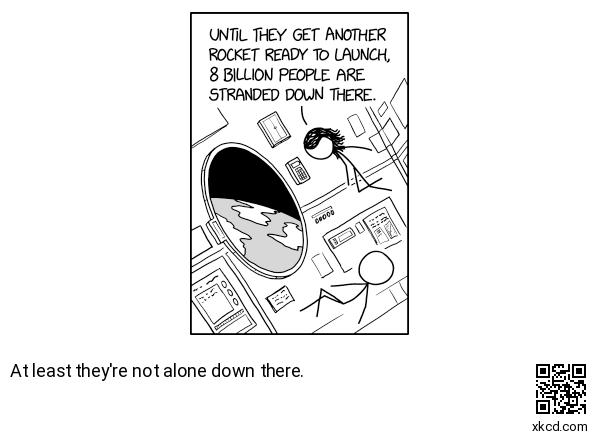 UNTIL THEY GET ANOTHER
ROCKET READY TO LAUNCH,
8 BILLION PEOPLE ARE
STRANDED DOWN THERE.
At least they're not alone down there.
xkcd.com